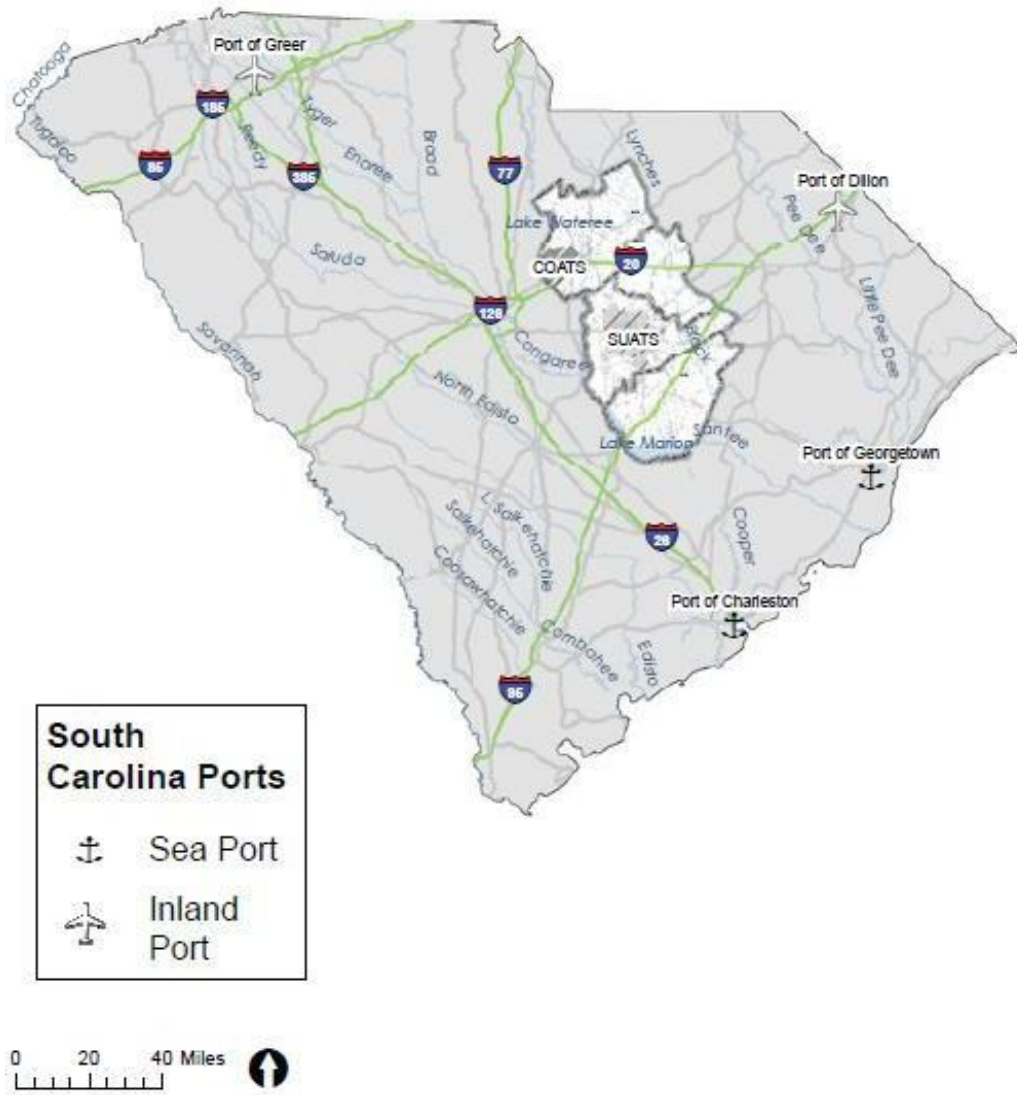 Port of Greer
Chatooga
Tugaloo
185
85
Reedy
Tyger
385
Enoree
Broad
77
Lynches
Port of Dillon
Pee Dee
Lake Wateree
Saluda
COATS
20
Little Pee Dee
126
Savannah
SUATS
Black
Congaree
North Edisto
Lake Marion
Santee
Port of Georgetown
L Salkehatchie
Salkehatchie
Coosawhatchie
26
Cooper
Port of Charleston
Combahee
Edisto
95
South
Carolina Ports
Sea Port
Inland
Port
0 20 40 Miles